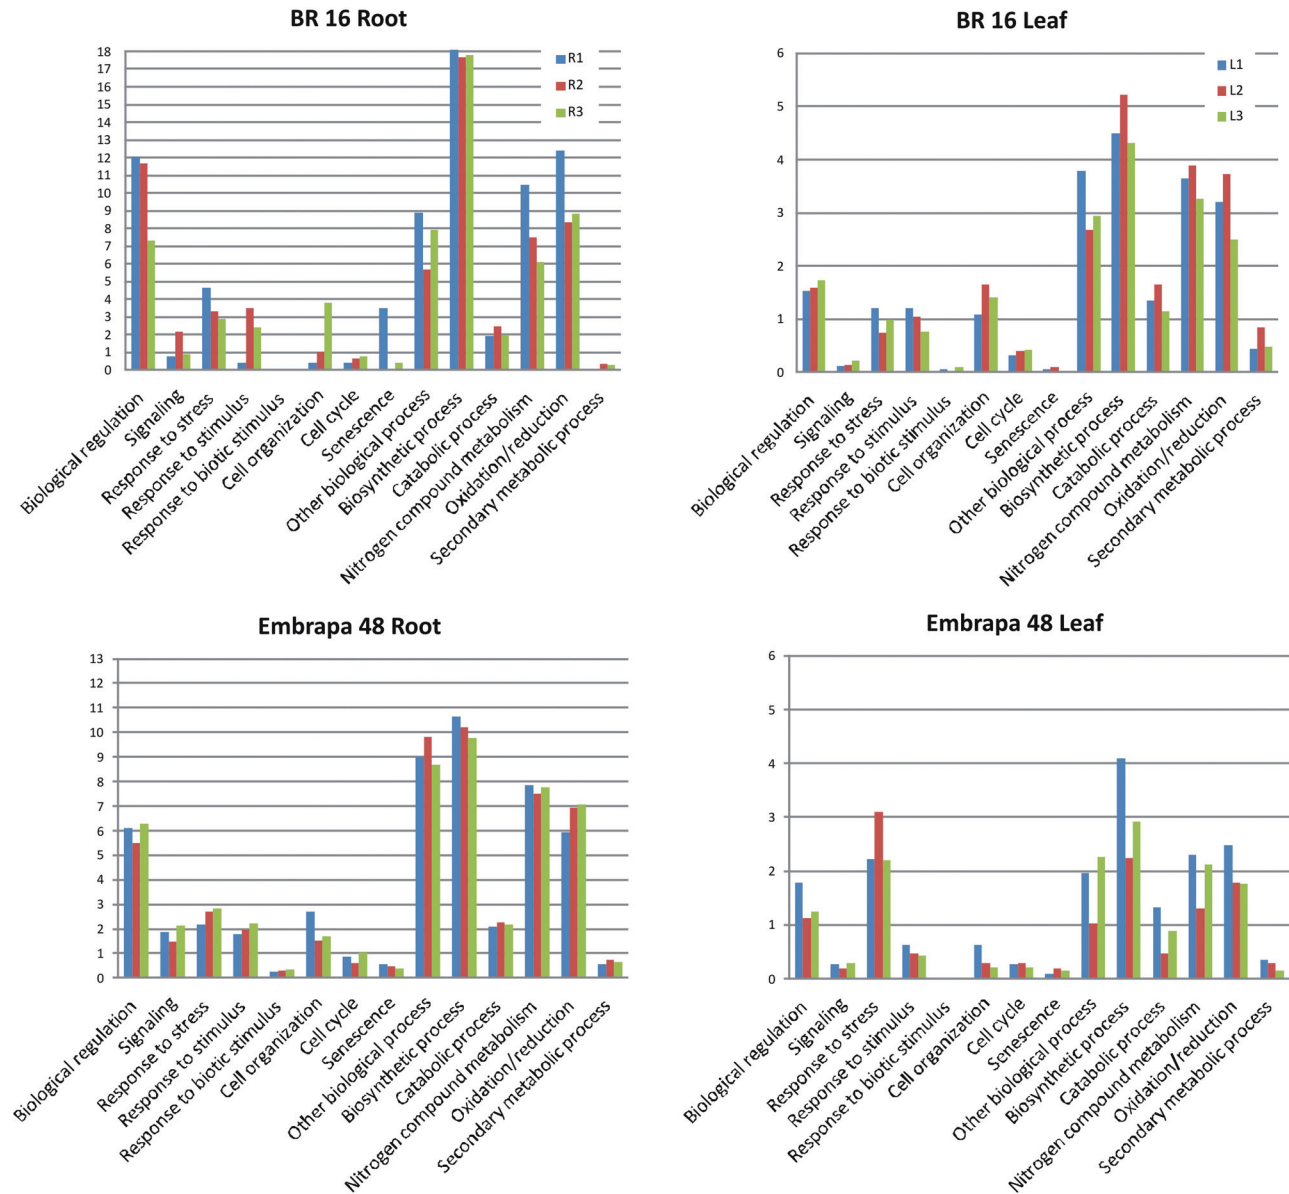 BR 16 Root
18
17
16
15
14
13
12
11
10
9
8
7
6
5
4
3
2
1
0
R1
R2
R3
Biological regulation
Signaling
Response to stress
Response to stimulus
Response to biotic stimulus
Cell organization
Cell cycle
Senescence
Other biological process
Biosynthetic process
Catabolic process
Nitrogen compound metabolism
Oxidation/reduction
Secondary metabolic process
BR 16 Leaf
6
5
4
3
2
1
0
L1
L2
L3
Biological regulation
Signaling
Response to stress
Response to stimulus
Response to biotic stimulus
Cell organization
Cell cycle
Senescence
Other biological process
Biosynthetic process
Catabolic process
Nitrogen compound metabolism
Oxidation/reduction
Secondary metabolic process
Embrapa 48 Root
13
12
11
10
9
8
7
6
5
4
3
2
1
0
Biological regulation
Signaling
Response to stress
Response to stimulus
Response to biotic stimulus
Cell organization
Cell cycle
Senescence
Other biological process
Biosynthetic process
Catabolic process
Nitrogen compound metabolism
Oxidation/reduction
Secondary metabolic process
Embrapa 48 Leaf
6
5
4
3
2
1
0
Biological regulation
Signaling
Response to stress
Response to stimulus
Response to biotic stimulus
Cell organization
Cell cycle
Senescence
Other biological process
Biosynthetic process
Catabolic process
Nitrogen compound metabolism
Oxidation/reduction
Secondary metabolic process